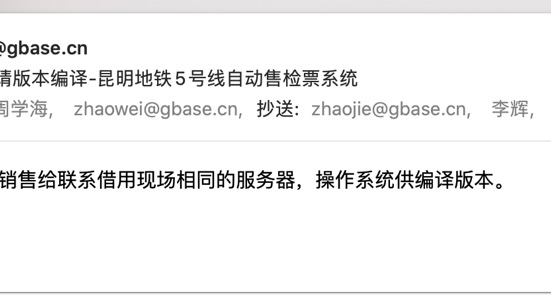 @gbase.cn
请版本编译-昆明地铁5号线自动售检票系统
周学海, zhaowei@gbase.cn, 抄送: zhaojie@gbase.cn, 李辉,
销售给联系借用现场相同的服务器，操作系统供编译版本。